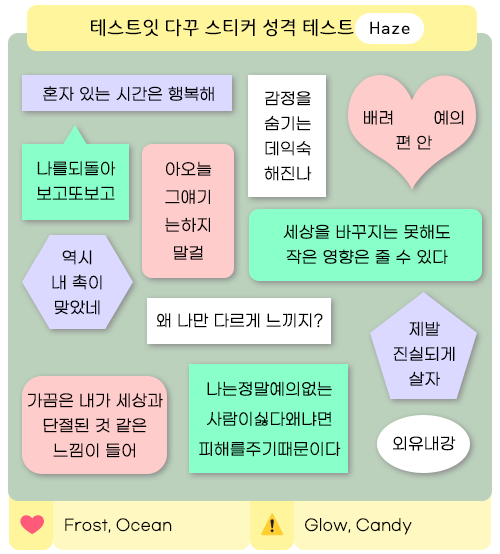 테스트잇 다꾸 스티커 성격 테스트 Haze
혼자 있는 시간은 행복해
감정을
숨기는
데익숙
해진나
배려 예의
편 안
나를되돌아
보고또보고
아오늘
그얘기
는하지
말걸
세상을 바꾸지는 못해도
작은 영향은 줄 수 있다
역시
내 촉이
맞았네
왜 나만 다르게 느끼지?
제발
진실되게
살자
가끔은 내가 세상과
단절된 것 같은
느낌이 들어
나는정말예의없는
사람이싫다왜냐면
피해를주기때문이다
외유내강
Frost, Ocean
Glow, Candy